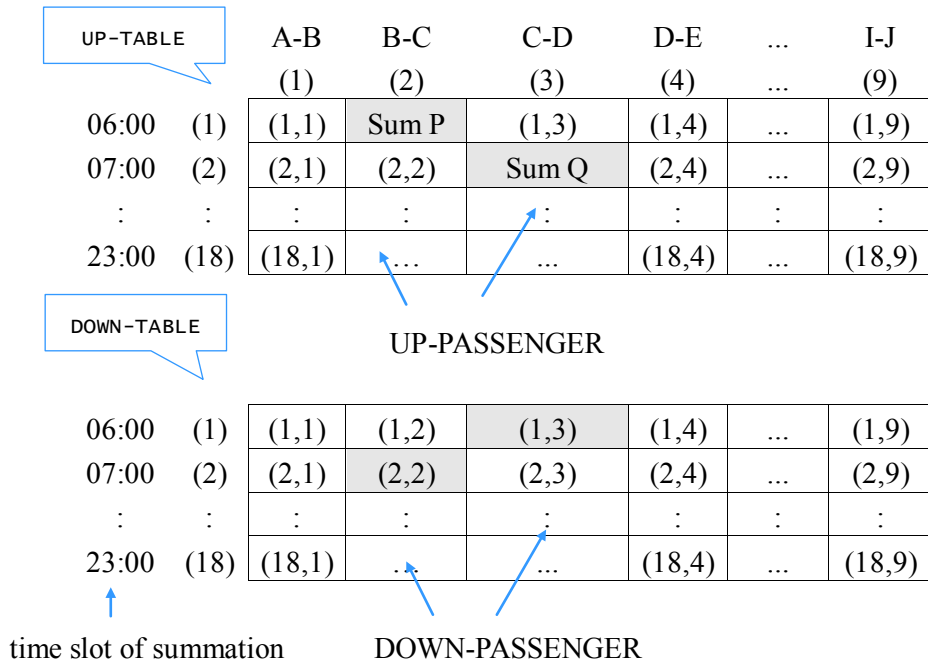 UP-TABLE A-B B-C C-D D-E ... I-J
(1) (2) (3) (4) ... (9)
06:00 (1) (1,1) Sum P (1,3) (1,4) ... (1,9)
07:00 (2) (2,1) (2,2) Sum Q (2,4) ... (2,9)
: : : : : : : :
23:00 (18) (18,1) ... ... (18,4) ... (18,9)
DOWN-TABLE
UP-PASSENGER
06:00 (1) (1,1) (1,2) (1,3) (1,4) ... (1,9)
07:00 (2) (2,1) (2,2) (2,3) (2,4) ... (2,9)
: : : : : : : :
23:00 (18) (18,1) ... ... (18,4) ... (18,9)
time slot of summation DOWN-PASSENGER